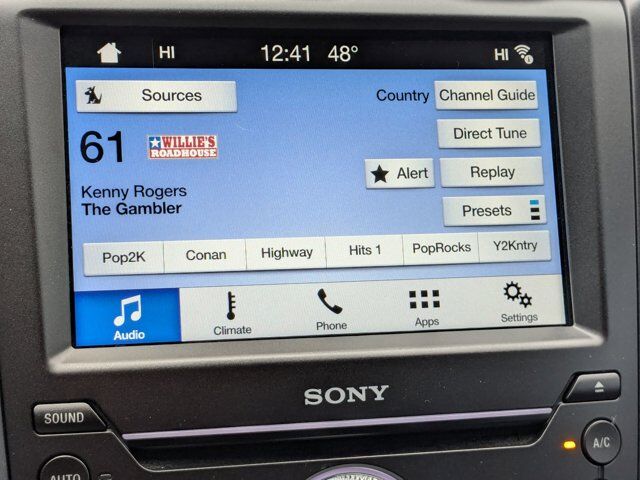 HI 12:41 48° HI
Sources
Country Channel Guide
61 WILLIE'S ROADHOUSE
Direct Tune
Alert Replay
Kenny Rogers
The Gambler
Presets
Pop2K Conan Highway Hits 1 PopRocks Y2Kntry
Audio Climate Phone Apps Settings
SONY
SOUND
A/C
AUTO